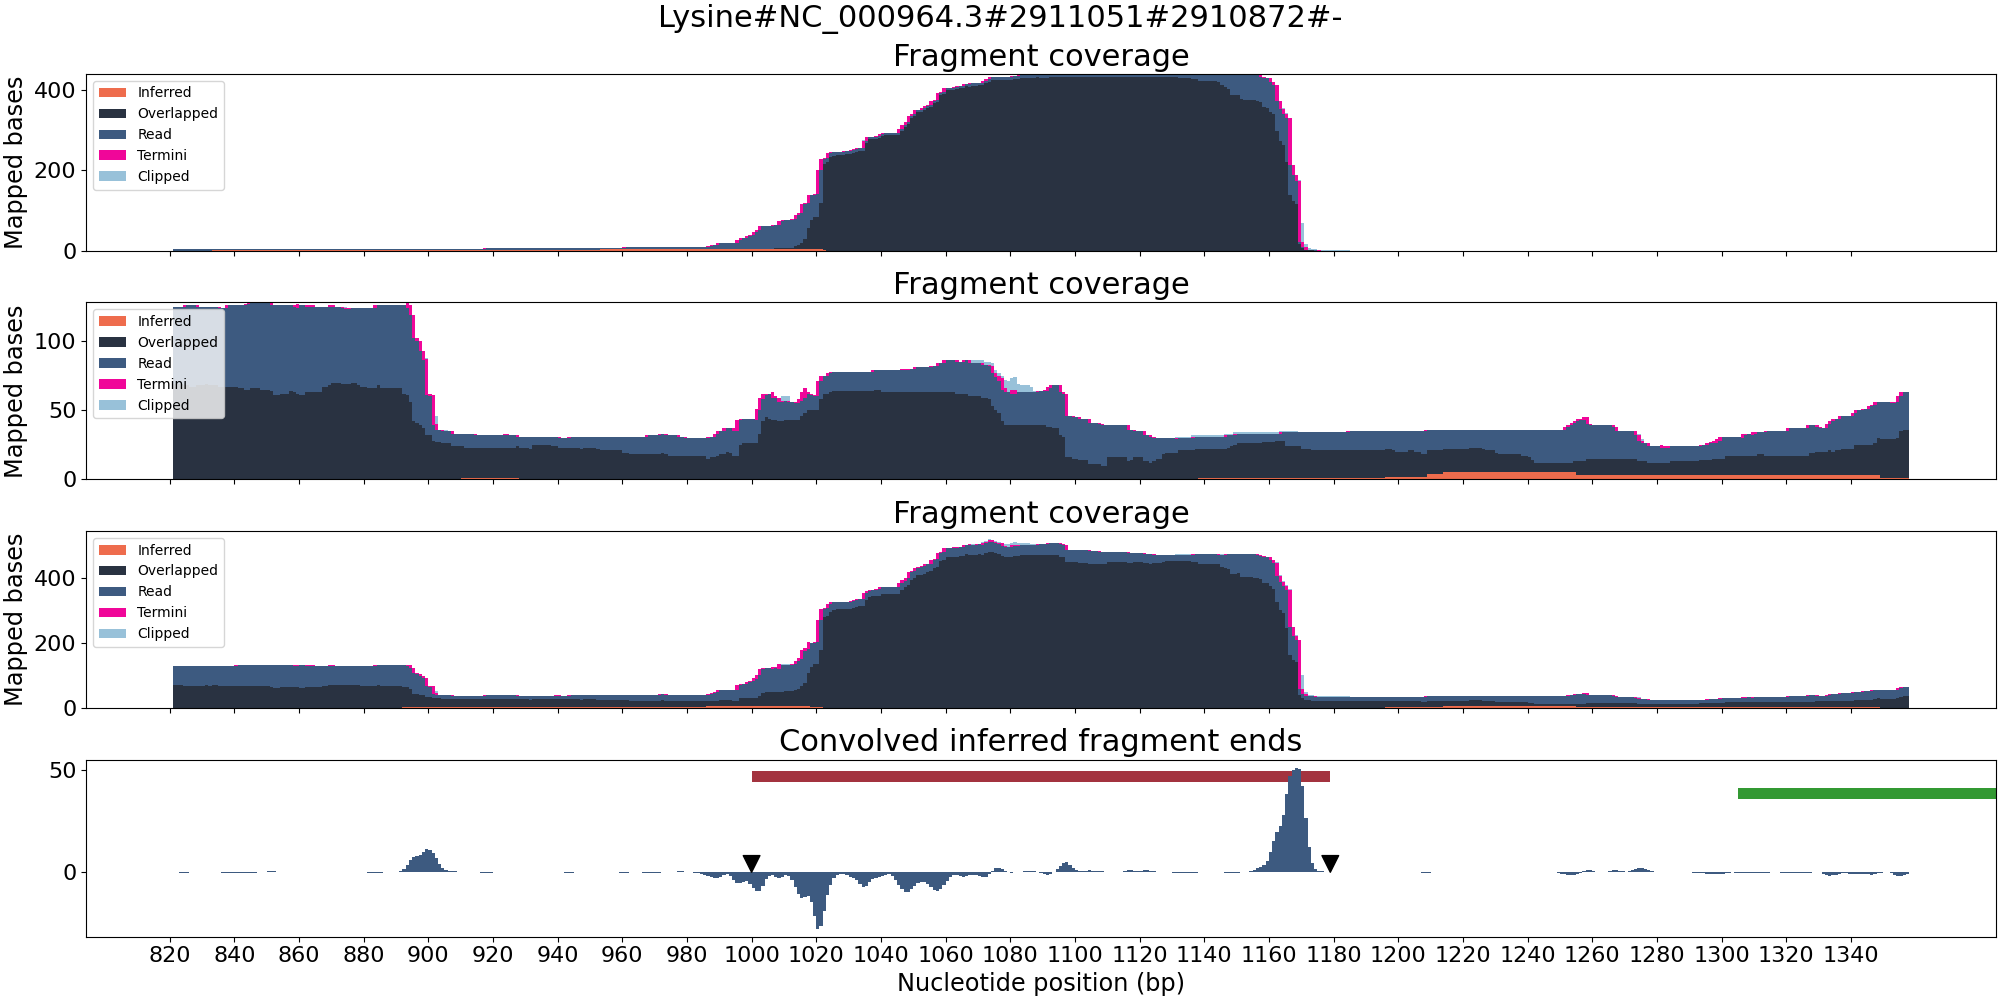 Lysine#NC_000964.3#2911051#2910872#-
Fragment coverage
Mapped bases
400
200
0
Inferred
Overlapped
Read
Termini
Clipped
Fragment coverage
Mapped bases
100
50
0
Inferred
Overlapped
Read
Termini
Clipped
Fragment coverage
Mapped bases
400
200
0
Inferred
Overlapped
Read
Termini
Clipped
Convolved inferred fragment ends
50
0
820 840 860 880 900 920 940 960 980 1000 1020 1040 1060 1080 1100 1120 1140 1160 1180 1200 1220 1240 1260 1280 1300 1320 1340
Nucleotide position (bp)